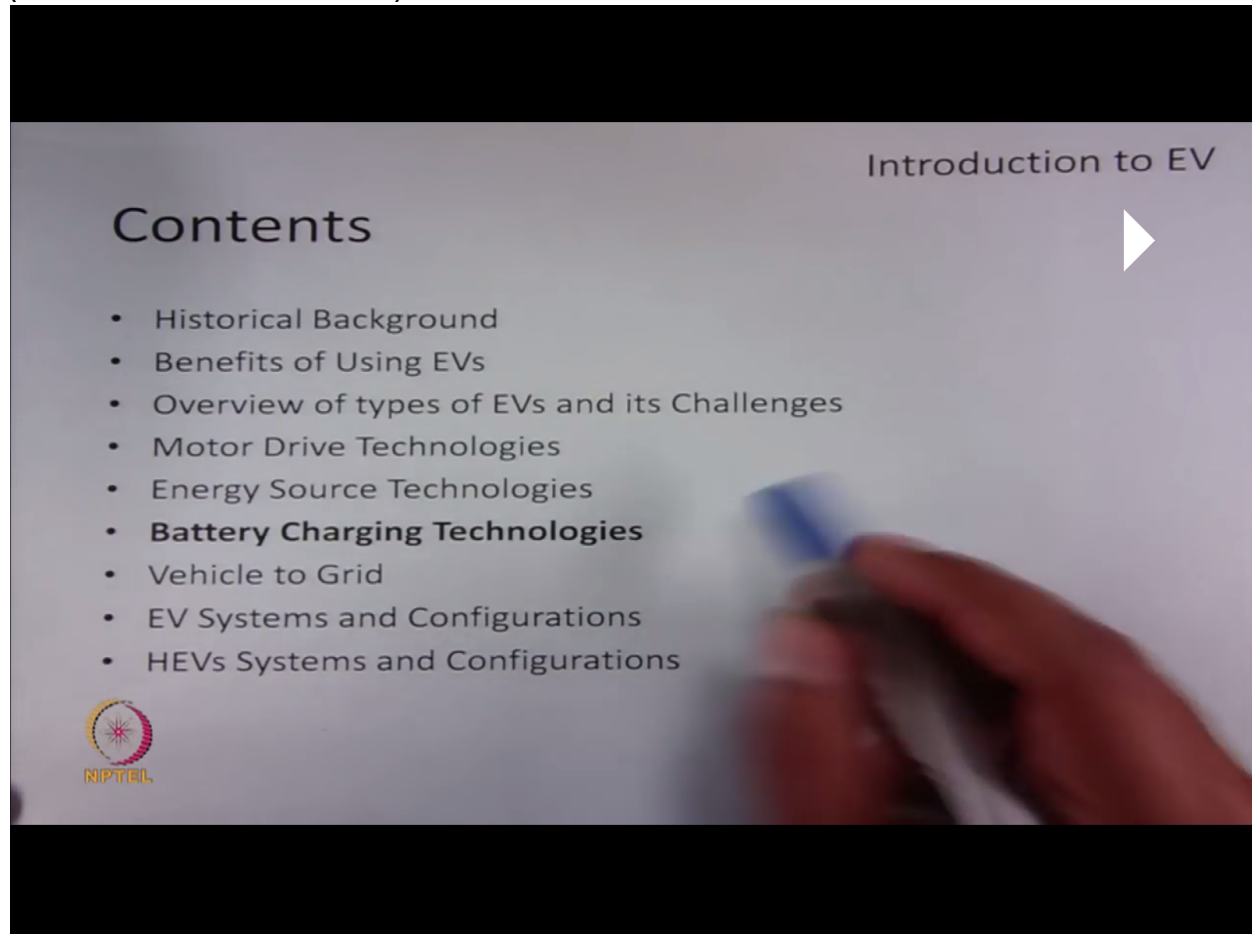 Introduction to EV
Contents
• Historical Background
• Benefits of Using EVs
• Overview of types of EVs and its Challenges
• Motor Drive Technologies
• Energy Source Technologies
• Battery Charging Technologies
• Vehicle to Grid
• EV Systems and Configurations
• HEVs Systems and Configurations
NPTEL